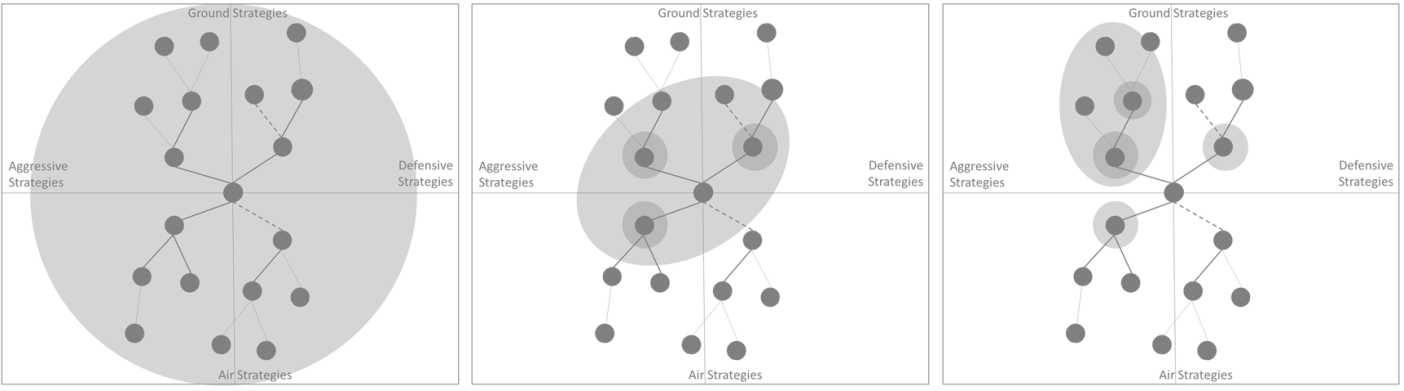 Ground Strategies
Aggressive
Strategies
Defensive
Strategies
Air Strategies
Ground Strategies
Aggressive
Strategies
Defensive
Strategies
Air Strategies
Ground Strategies
Aggressive
Strategies
Defensive
Strategies
Air Strategies